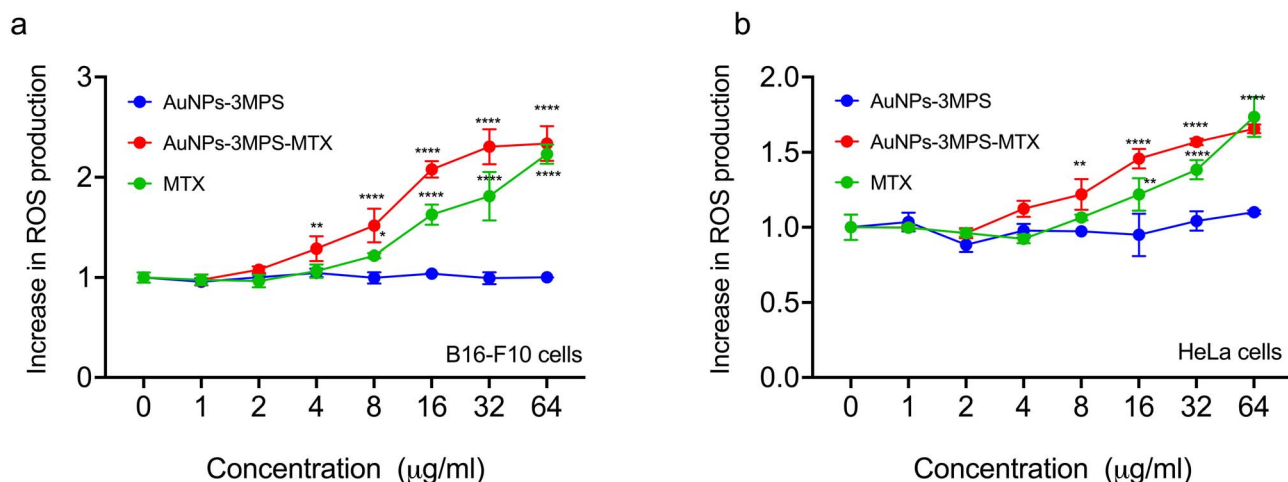 a
Increase in ROS production
3
2
1
0
AuNPs-3MPS
AuNPs-3MPS-MTX
MTX
**
****
*
****
****
****
****
****
****
B16-F10 cells
0 1 2 4 8 16 32 64
Concentration (μg/ml)
b
Increase in ROS production
2.0
1.5
1.0
0.5
0.0
AuNPs-3MPS
AuNPs-3MPS-MTX
MTX
**
****
**
****
****
****
HeLa cells
0 1 2 4 8 16 32 64
Concentration (μg/ml)